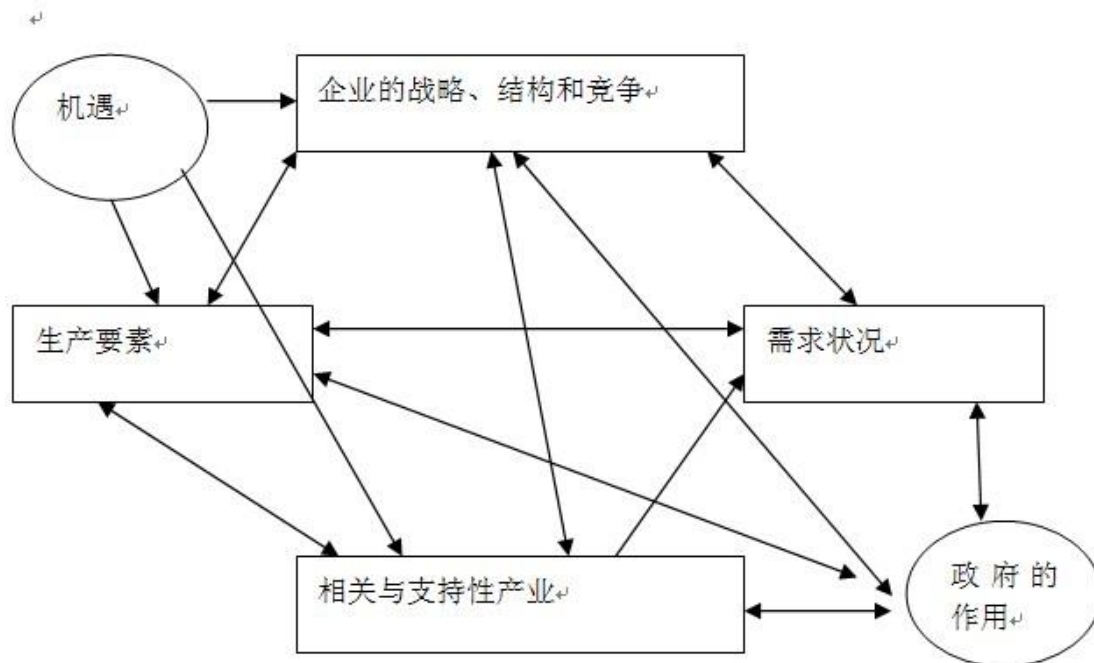 机遇
企业的战略、结构和竞争
生产要素
需求状况
相关与支持性产业
政府的
作用